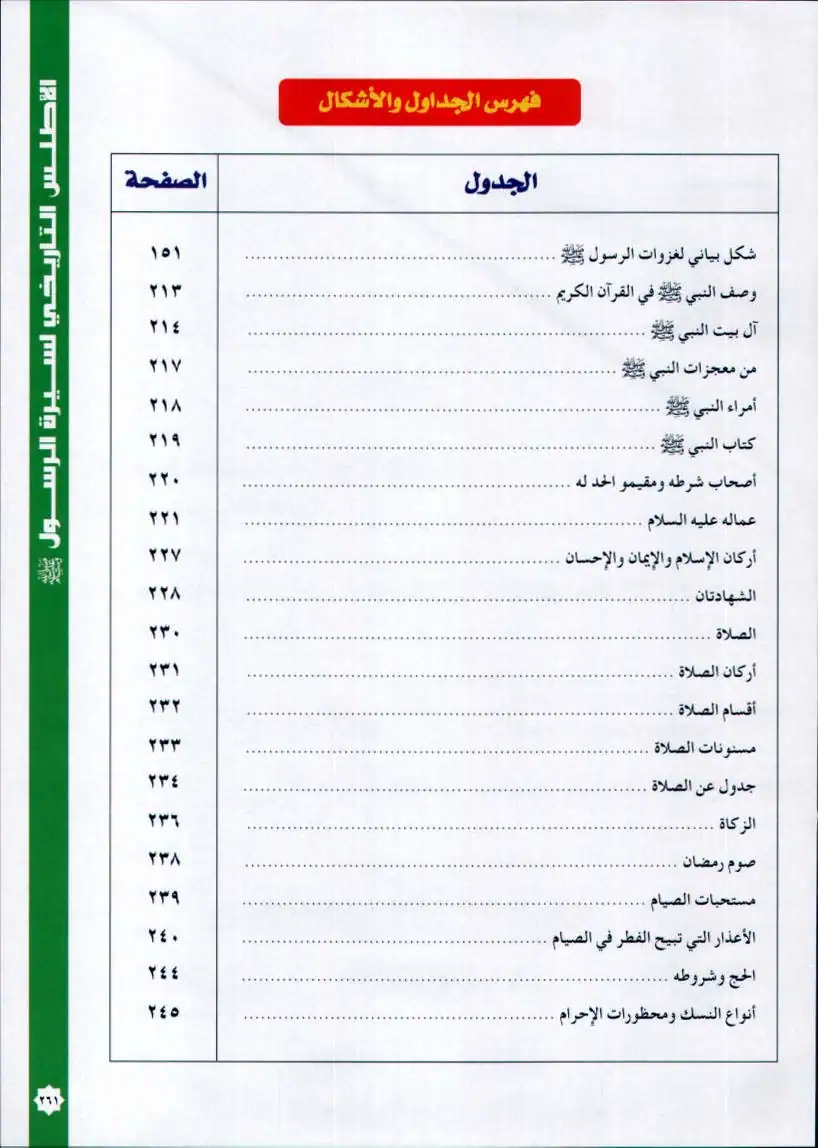 فهرس الجداول والأشكال
الجدول الصفحة
شكل بياني لغزوات الرسول ﷺ ........ ١٥١
وصف النبي ﷺ في القرآن الكريم ........ ٢١٣
آل بيت النبي ﷺ ........ ٢١٤
من معجزات النبي ﷺ ........ ٢١٧
أمراء النبي ﷺ ........ ٢١٨
كتاب النبي ﷺ ........ ٢١٩
أصحاب شرطه ومقيمو الحد له ........ ٢٢٠
عماله عليه السلام ........ ٢٢١
أركان الإسلام والإيمان والإحسان ........ ٢٢٧
الشهادتان ........ ٢٢٨
الصلاة ........ ٢٣٠
أركان الصلاة ........ ٢٣١
أقسام الصلاة ........ ٢٣٢
مسنونات الصلاة ........ ٢٣٣
جدول عن الصلاة ........ ٢٣٤
الزكاة ........ ٢٣٦
صوم رمضان ........ ٢٣٨
مستحبات الصيام ........ ٢٣٩
الأعذار التي تبيح الفطر في الصيام ........ ٢٤٠
الحج وشروطه ........ ٢٤٤
أنواع النسك ومحظورات الإحرام ........ ٢٤٥
الأطلس التاريخي لسيرة الرسول ﷺ
٢٦١